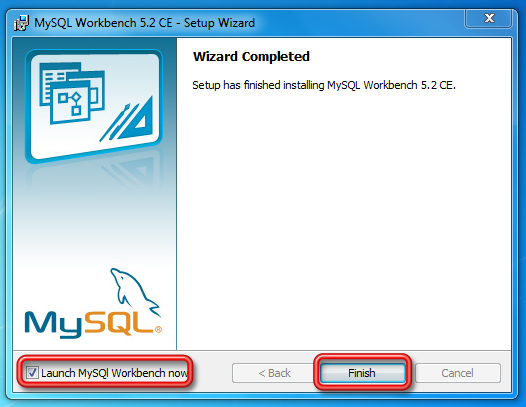 MySQL Workbench 5.2 CE - Setup Wizard
Wizard Completed
Setup has finished installing MySQL Workbench 5.2 CE.
MySQL®
Launch MySQl Workbench now
< Back
Finish
Cancel